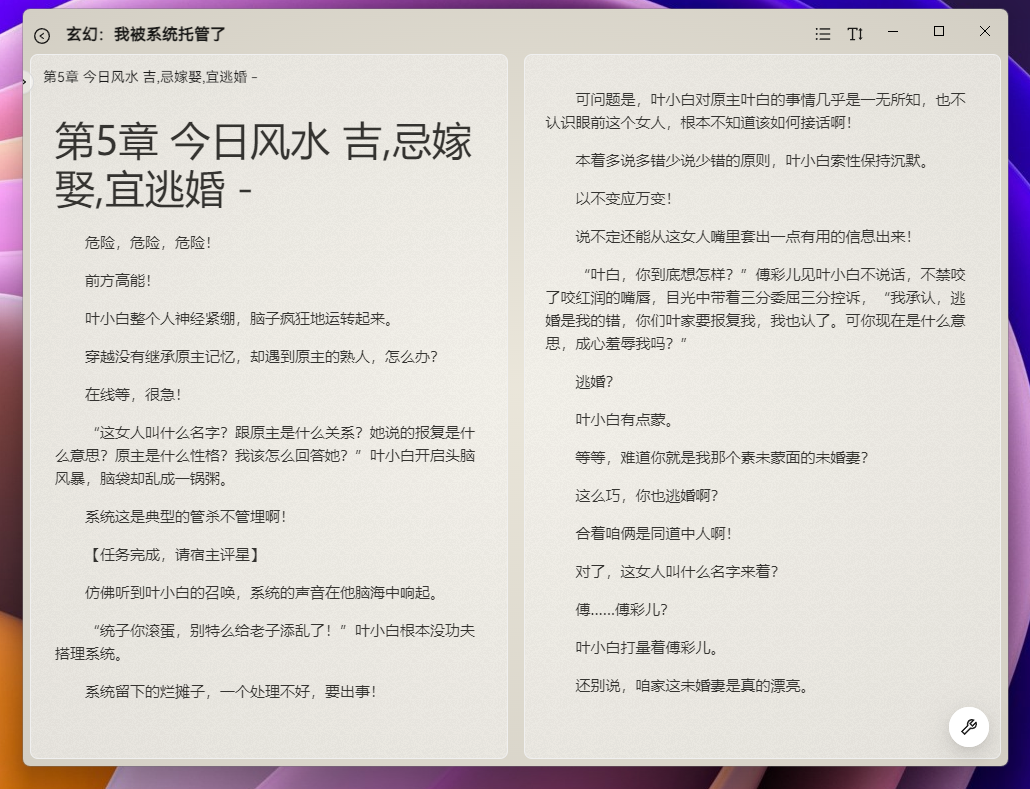 玄幻：我被系统托管了
第5章 今日风水 吉,忌嫁娶,宜逃婚 -
第5章 今日风水 吉,忌嫁
娶,宜逃婚 -
危险，危险，危险！
前方高能！
叶小白整个人神经紧绷，脑子疯狂地运转起来。
穿越没有继承原主记忆，却遇到原主的熟人，怎么办？
在线等，很急！
“这女人叫什么名字？跟原主是什么关系？她说的报复是什
么意思？原主是什么性格？我该怎么回答她？”叶小白开启头脑
风暴，脑袋却乱成一锅粥。
系统这是典型的管杀不管埋啊！
【任务完成，请宿主评星】
仿佛听到叶小白的召唤，系统的声音在他脑海中响起。
“统子你滚蛋，别特么给老子添乱了！”叶小白根本没功夫
搭理系统。
系统留下的烂摊子，一个处理不好，要出事！
可问题是，叶小白对原主叶白的事情几乎是一无所知，也不
认识眼前这个女人，根本不知道该如何接话啊！
本着多说多错少说少错的原则，叶小白索性保持沉默。
以不变应万变！
说不定还能从这女人嘴里套出一点有用的信息出来！
“叶白，你到底想怎样？”傅彩儿见叶小白不说话，不禁咬
了咬红润的嘴唇，目光中带着三分委屈三分控诉，“我承认，逃
婚是我的错，你们叶家要报复我，我也认了。可你现在是什么意
思，成心羞辱我吗？”
逃婚？
叶小白有点蒙。
等等，难道你就是我那个素未蒙面的未婚妻？
这么巧，你也逃婚啊？
合着咱俩是同道中人啊！
对了，这女人叫什么名字来着？
傅......傅彩儿？
叶小白打量着傅彩儿。
还别说，咱家这未婚妻是真的漂亮。